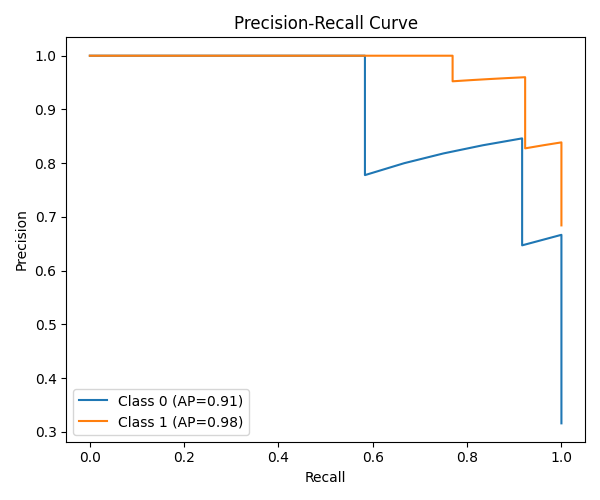 Precision-Recall Curve
Precision
1.0
0.9
0.8
0.7
0.6
0.5
0.4
0.3
Class 0 (AP=0.91)
Class 1 (AP=0.98)
0.0 0.2 0.4 0.6 0.8 1.0
Recall